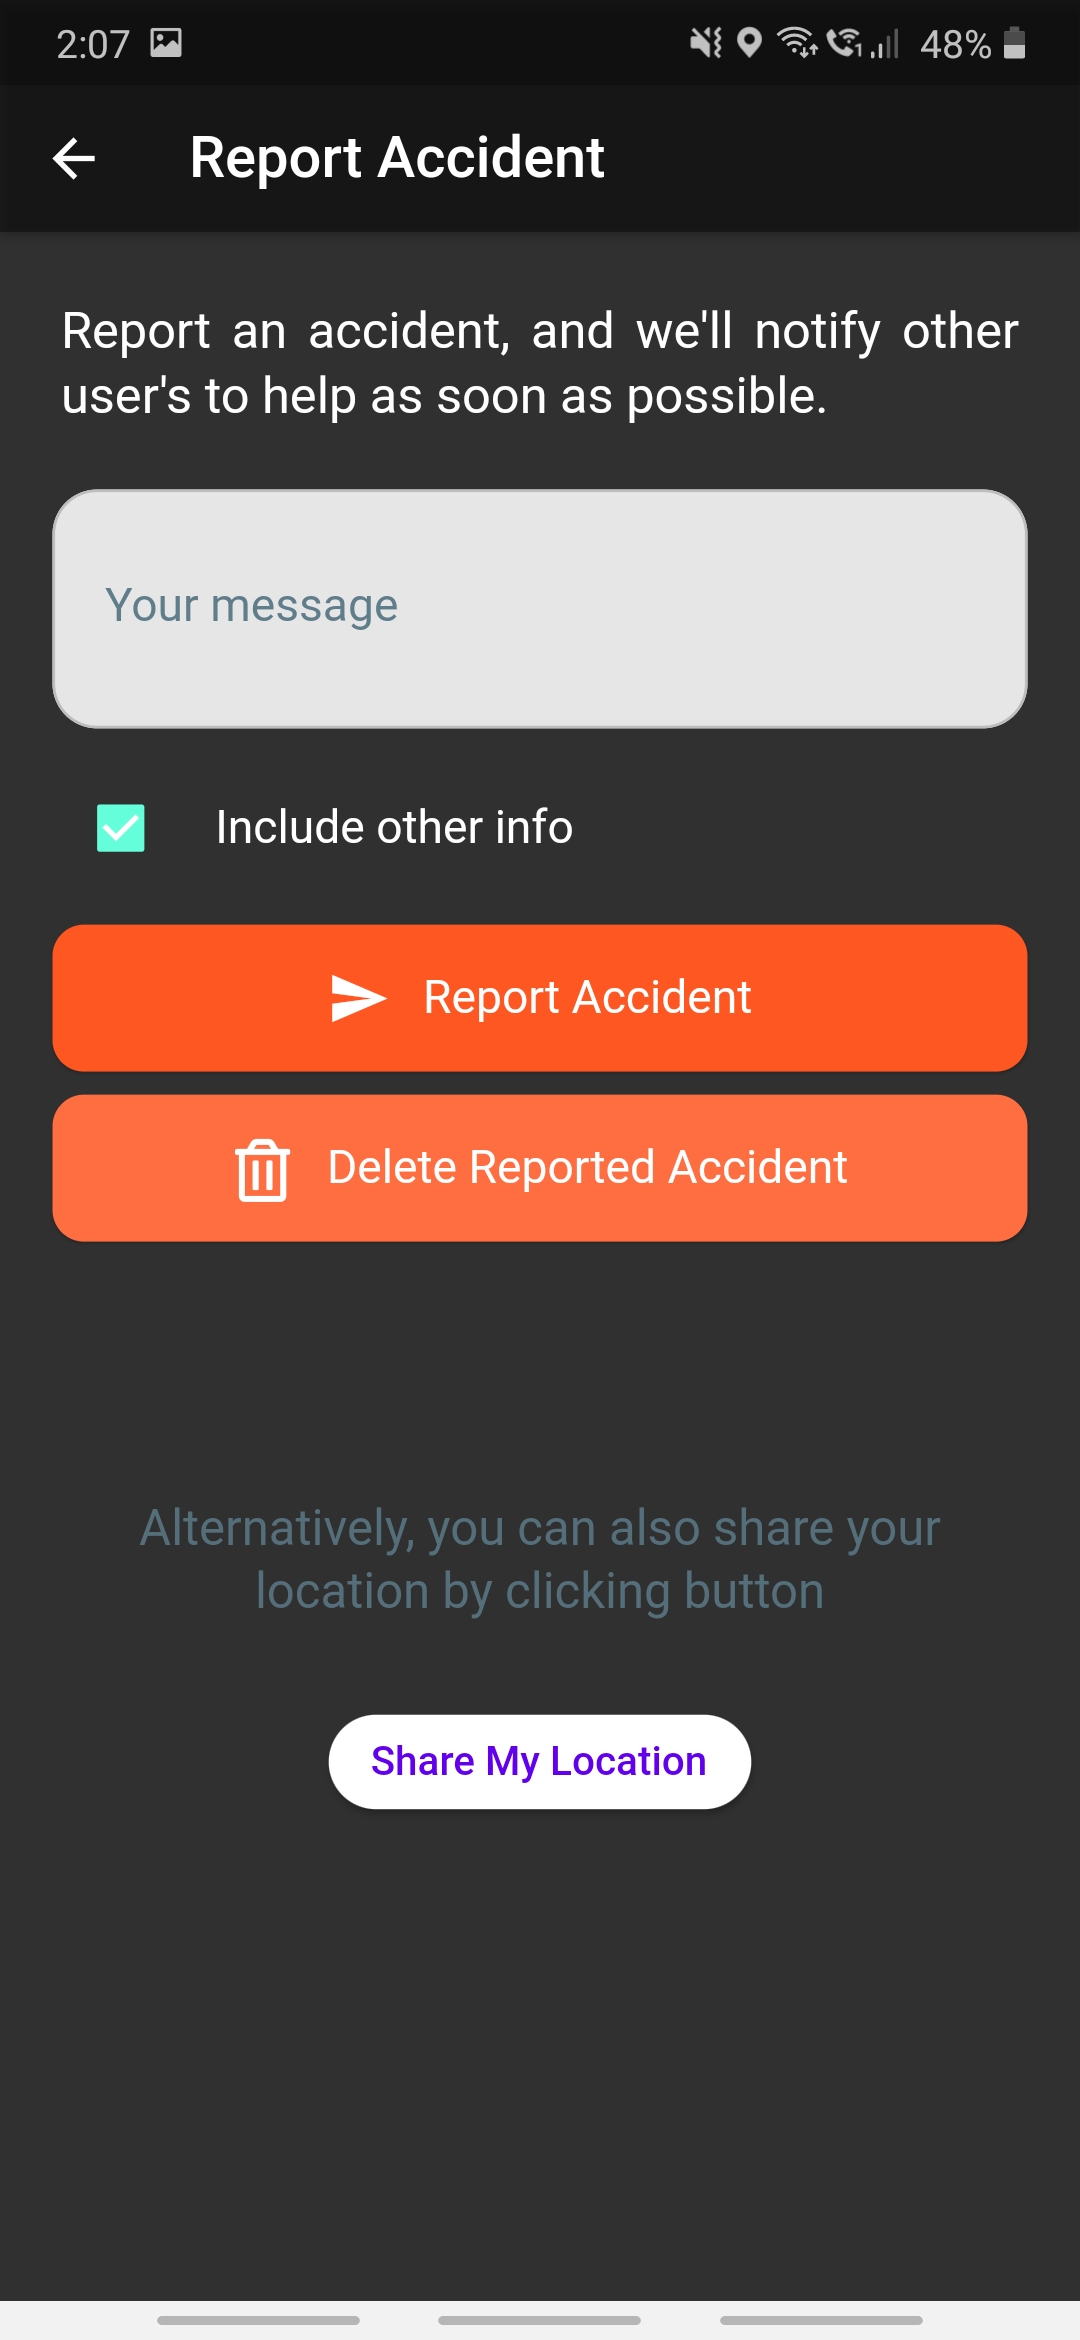 2:07
48%
Report Accident
Report an accident, and we'll notify other
user's to help as soon as possible.
Your message
Include other info
Report Accident
Delete Reported Accident
Alternatively, you can also share your
location by clicking button
Share My Location